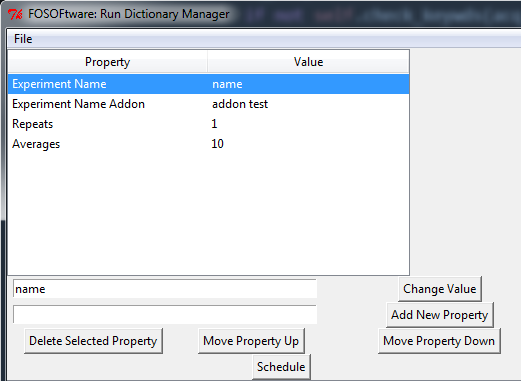 FOSOFtware: Run Dictionary Manager
File
Property Value
Experiment Name name
Experiment Name Addon addon test
Repeats 1
Averages 10
name Change Value
Add New Property
Delete Selected Property Move Property Up Move Property Down
Schedule